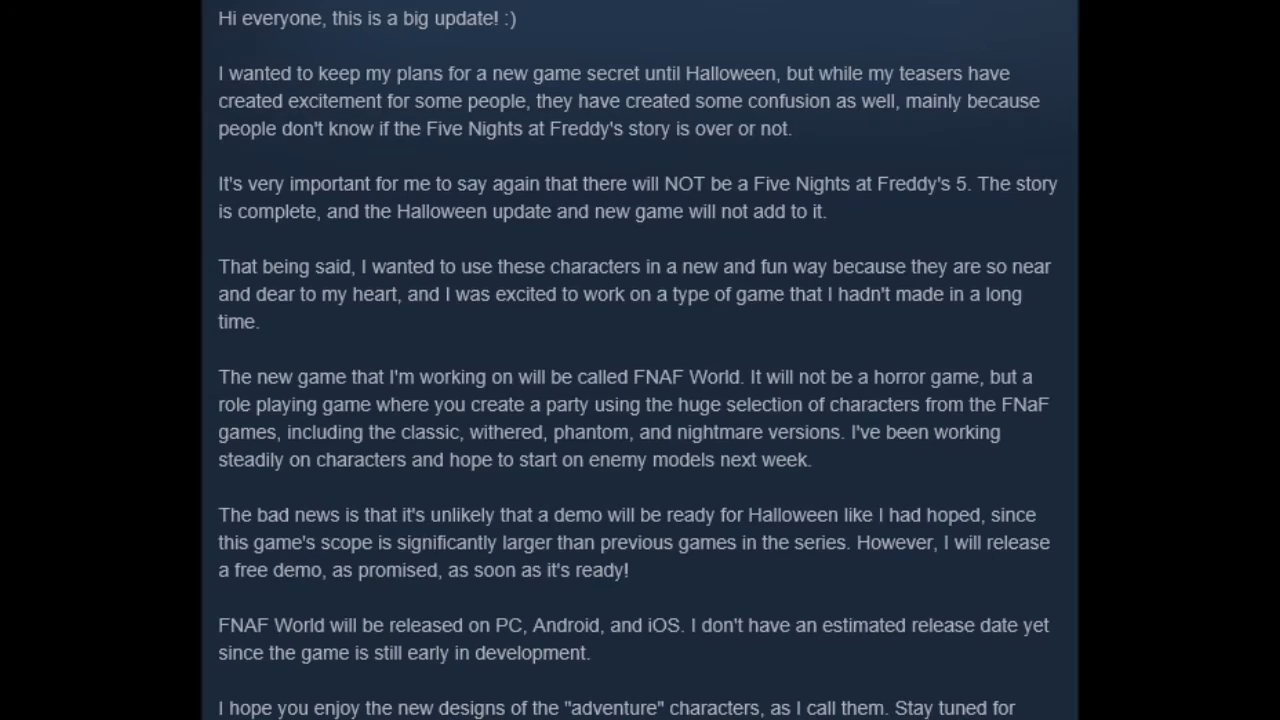 Hi everyone, this is a big update! :)
I wanted to keep my plans for a new game secret until Halloween, but while my teasers have
created excitement for some people, they have created some confusion as well, mainly because
people don't know if the Five Nights at Freddy's story is over or not.
It's very important for me to say again that there will NOT be a Five Nights at Freddy's 5. The story
is complete, and the Halloween update and new game will not add to it.
That being said, I wanted to use these characters in a new and fun way because they are so near
and dear to my heart, and I was excited to work on a type of game that I hadn't made in a long
time.
The new game that I'm working on will be called FNAF World. It will not be a horror game, but a
role playing game where you create a party using the huge selection of characters from the FNaF
games, including the classic, withered, phantom, and nightmare versions. I've been working
steadily on characters and hope to start on enemy models next week.
The bad news is that it's unlikely that a demo will be ready for Halloween like I had hoped, since
this game's scope is significantly larger than previous games in the series. However, I will release
a free demo, as promised, as soon as it's ready!
FNAF World will be released on PC, Android, and iOS. I don't have an estimated release date yet
since the game is still early in development.
I hope you enjoy the new designs of the "adventure" characters, as I call them. Stay tuned for